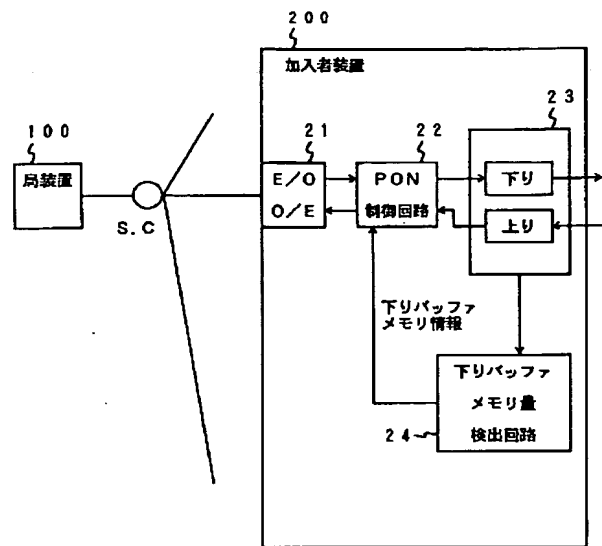 200
加入者装置
23
100
21
22
局装置
E/O
PON
下り
O/E
制御回路
上り
S.C
下りバッファ
メモリ情報
下りバッファ
メモリ量
24
検出回路